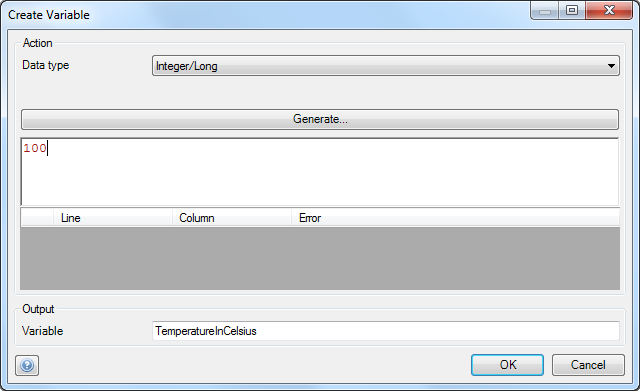 Create Variable
Action
Data type Integer/Long
Generate...
100
Line Column Error
Output
Variable TemperatureInCelsius
OK Cancel